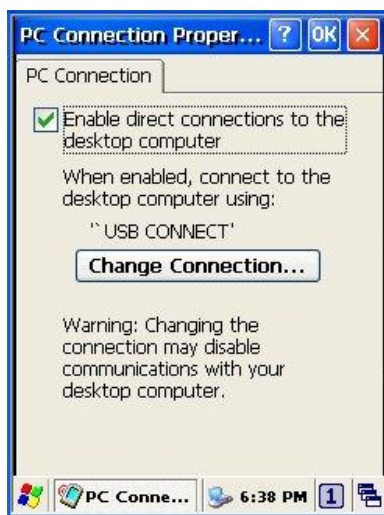 PC Connection Proper... ? OK
PC Connection
Enable direct connections to the
desktop computer
When enabled, connect to the
desktop computer using:
'`USB CONNECT'
Change Connection...
Warning: Changing the
connection may disable
communications with your
desktop computer.
PC Conne... 6:38 PM 1